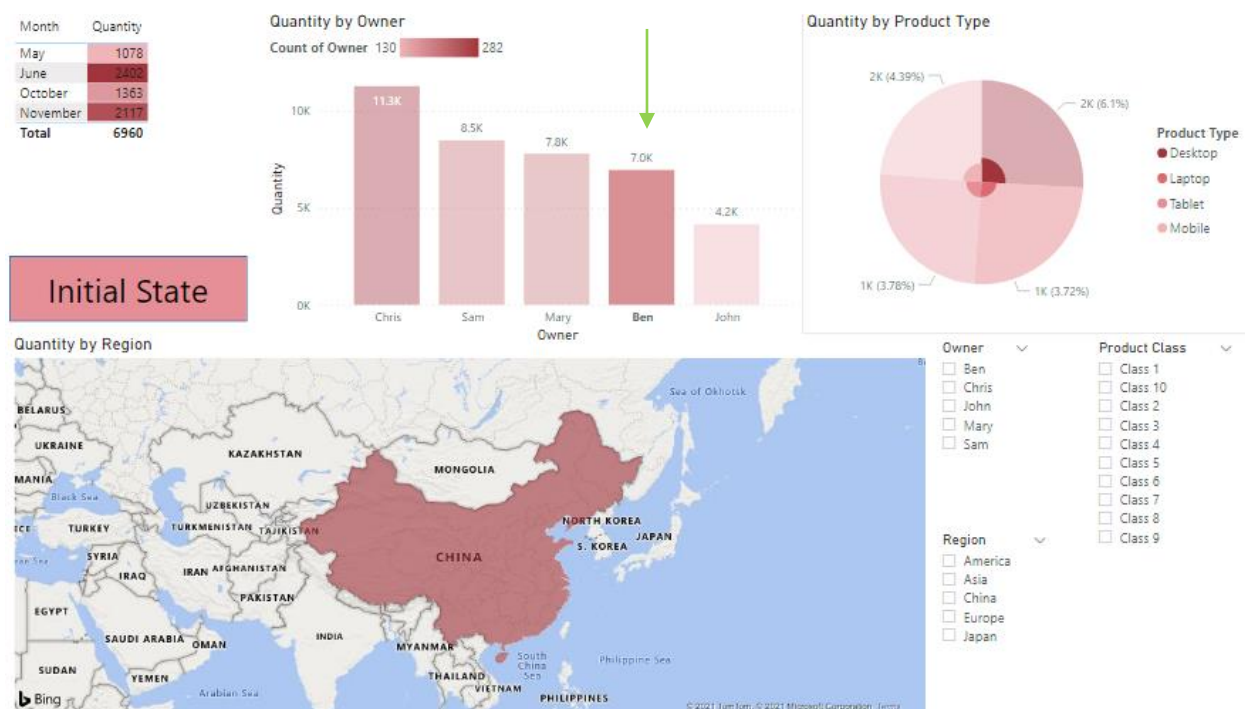 Month Quantity
May 1078
June 2402
October 1363
November 2117
Total 6960
Quantity by Owner
Count of Owner 130 282
10K
5K
0K
Quantity
11.3K
8.5K
7.8K
7.0K
4.2K
Chris Sam Mary Ben John
Owner
Quantity by Product Type
2K (4.39%)
2K (6.1%)
1K (3.78%)
1K (3.72%)
Product Type
Desktop
Laptop
Tablet
Mobile
Initial State
Quantity by Region
Sea of Okhotsk
BELARUS
UKRAINE
KAZAKHSTAN
MONGOLIA
MANIA
Black Sea
UZBEKISTAN
TURKEY
TURKMENISTAN
TAJIKISTAN
NORTH KOREA
JAPAN
S. KOREA
SYRIA
CHINA
IRAQ
IRAN
AFGHANISTAN
PAKISTAN
EGYPT
SAUDI ARABIA
OMAN
INDIA
MYANMAR
South
China
Sea
Philippine Sea
SUDAN
YEMEN
THAILAND
VIETNAM
Arabian Sea
PHILIPPINES
Bing
© 2021 TomTom, © 2021 Microsoft Corporation Terms
Owner
Ben
Chris
John
Mary
Sam
Product Class
Class 1
Class 10
Class 2
Class 3
Class 4
Class 5
Class 6
Class 7
Class 8
Class 9
Region
America
Asia
China
Europe
Japan